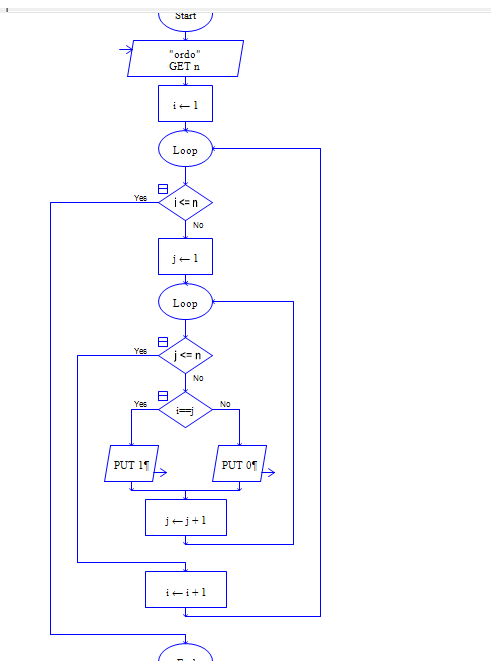 Start
"ordo"
GET n
i ← 1
Loop
Yes
i <= n
No
j ← 1
Loop
Yes
j <= n
No
Yes
i==j
No
PUT 1¶
PUT 0¶
j ← j + 1
i ← i + 1